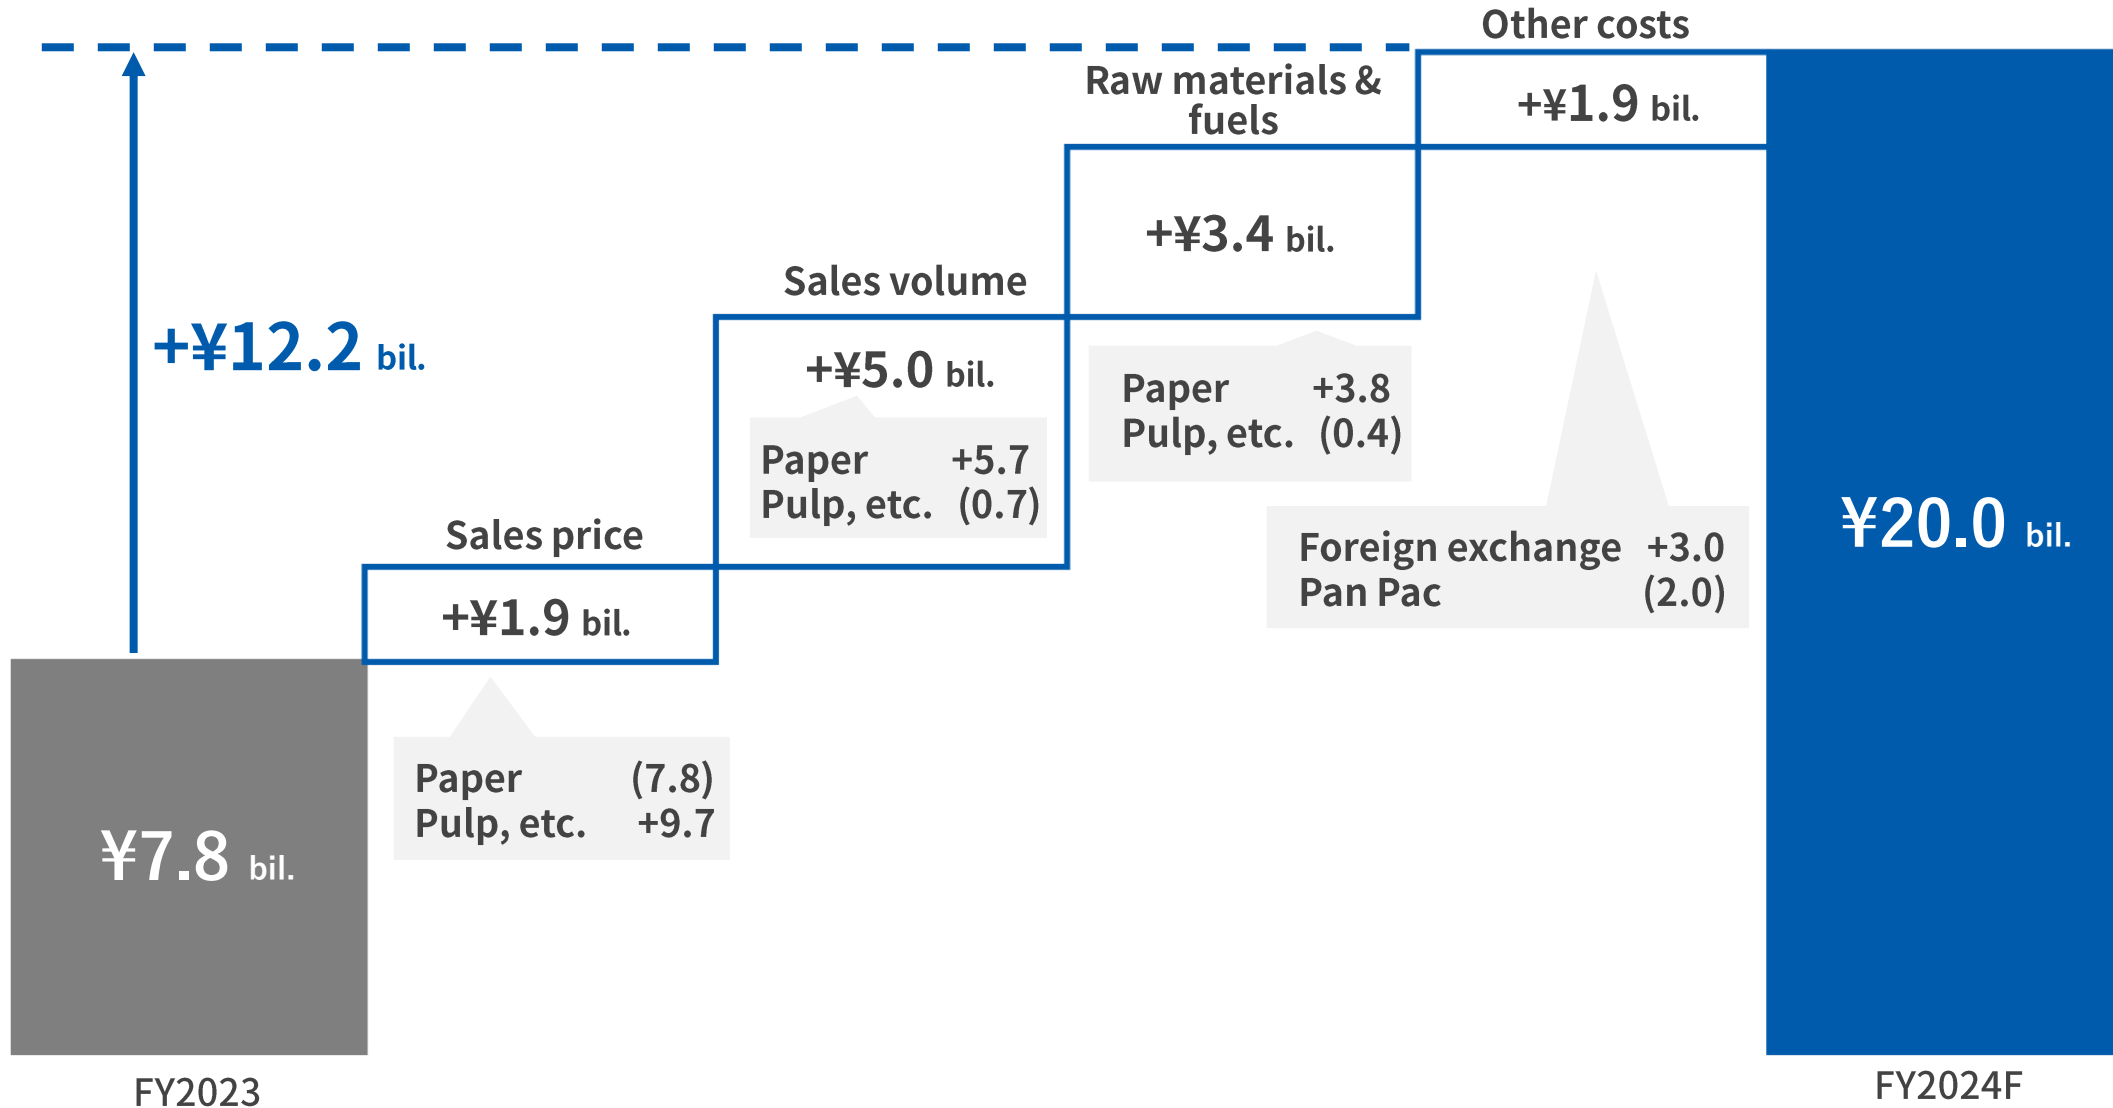 Other costs
+¥1.9 bil.
Raw materials &
fuels
+¥3.4 bil.
Sales volume
+¥5.0 bil.
+¥12.2 bil.
Paper +3.8
Pulp, etc. (0.4)
Paper +5.7
Pulp, etc. (0.7)
Sales price
+¥1.9 bil.
Foreign exchange +3.0
Pan Pac (2.0)
¥20.0 bil.
Paper (7.8)
Pulp, etc. +9.7
¥7.8 bil.
FY2023
FY2024F